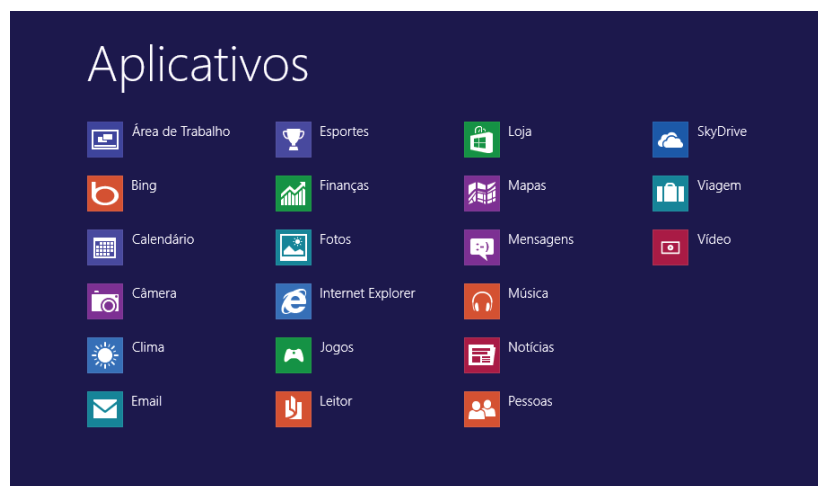 Aplicativos
Área de Trabalho
Bing
Calendário
Câmera
Clima
Email
Esportes
Finanças
Fotos
Internet Explorer
Jogos
Leitor
Loja
Mapas
Mensagens
Música
Notícias
Pessoas
SkyDrive
Viagem
Vídeo